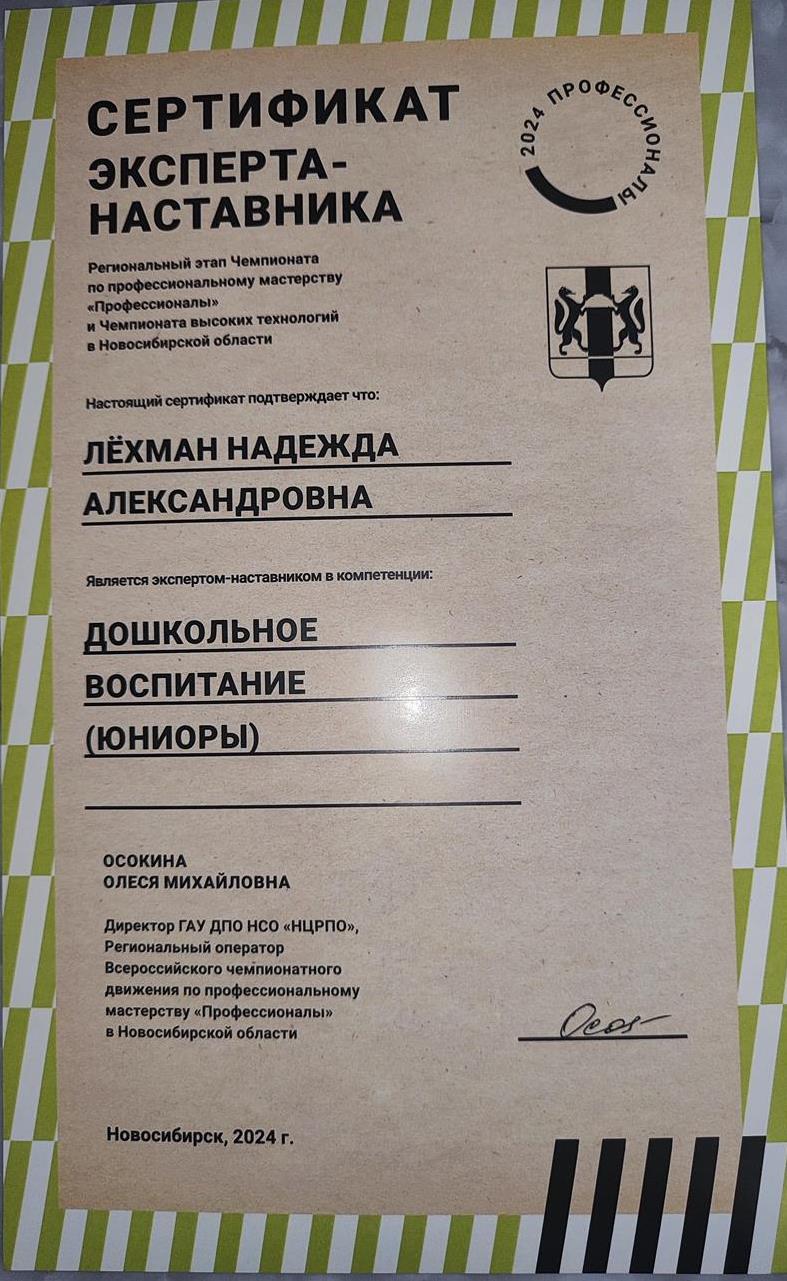 СЕРТИФИКАТ
ЭКСПЕРТА-
НАСТАВНИКА
2024 ПРОФЕССИОНАЛЫ
Региональный этап Чемпионата
по профессиональному мастерству
«Профессионалы»
и Чемпионата высоких технологий
в Новосибирской области
Настоящий сертификат подтверждает что:
ЛЁХМАН НАДЕЖДА
АЛЕКСАНДРОВНА
Является экспертом-наставником в компетенции:
ДОШКОЛЬНОЕ
ВОСПИТАНИЕ
(ЮНИОРЫ)
ОСОКИНА
ОЛЕСЯ МИХАЙЛОВНА
Директор ГАУ ДПО НСО «НЦРПО»,
Региональный оператор
Всероссийского чемпионатного
движения по профессиональному
мастерству «Профессионалы»
в Новосибирской области
Новосибирск, 2024 г.